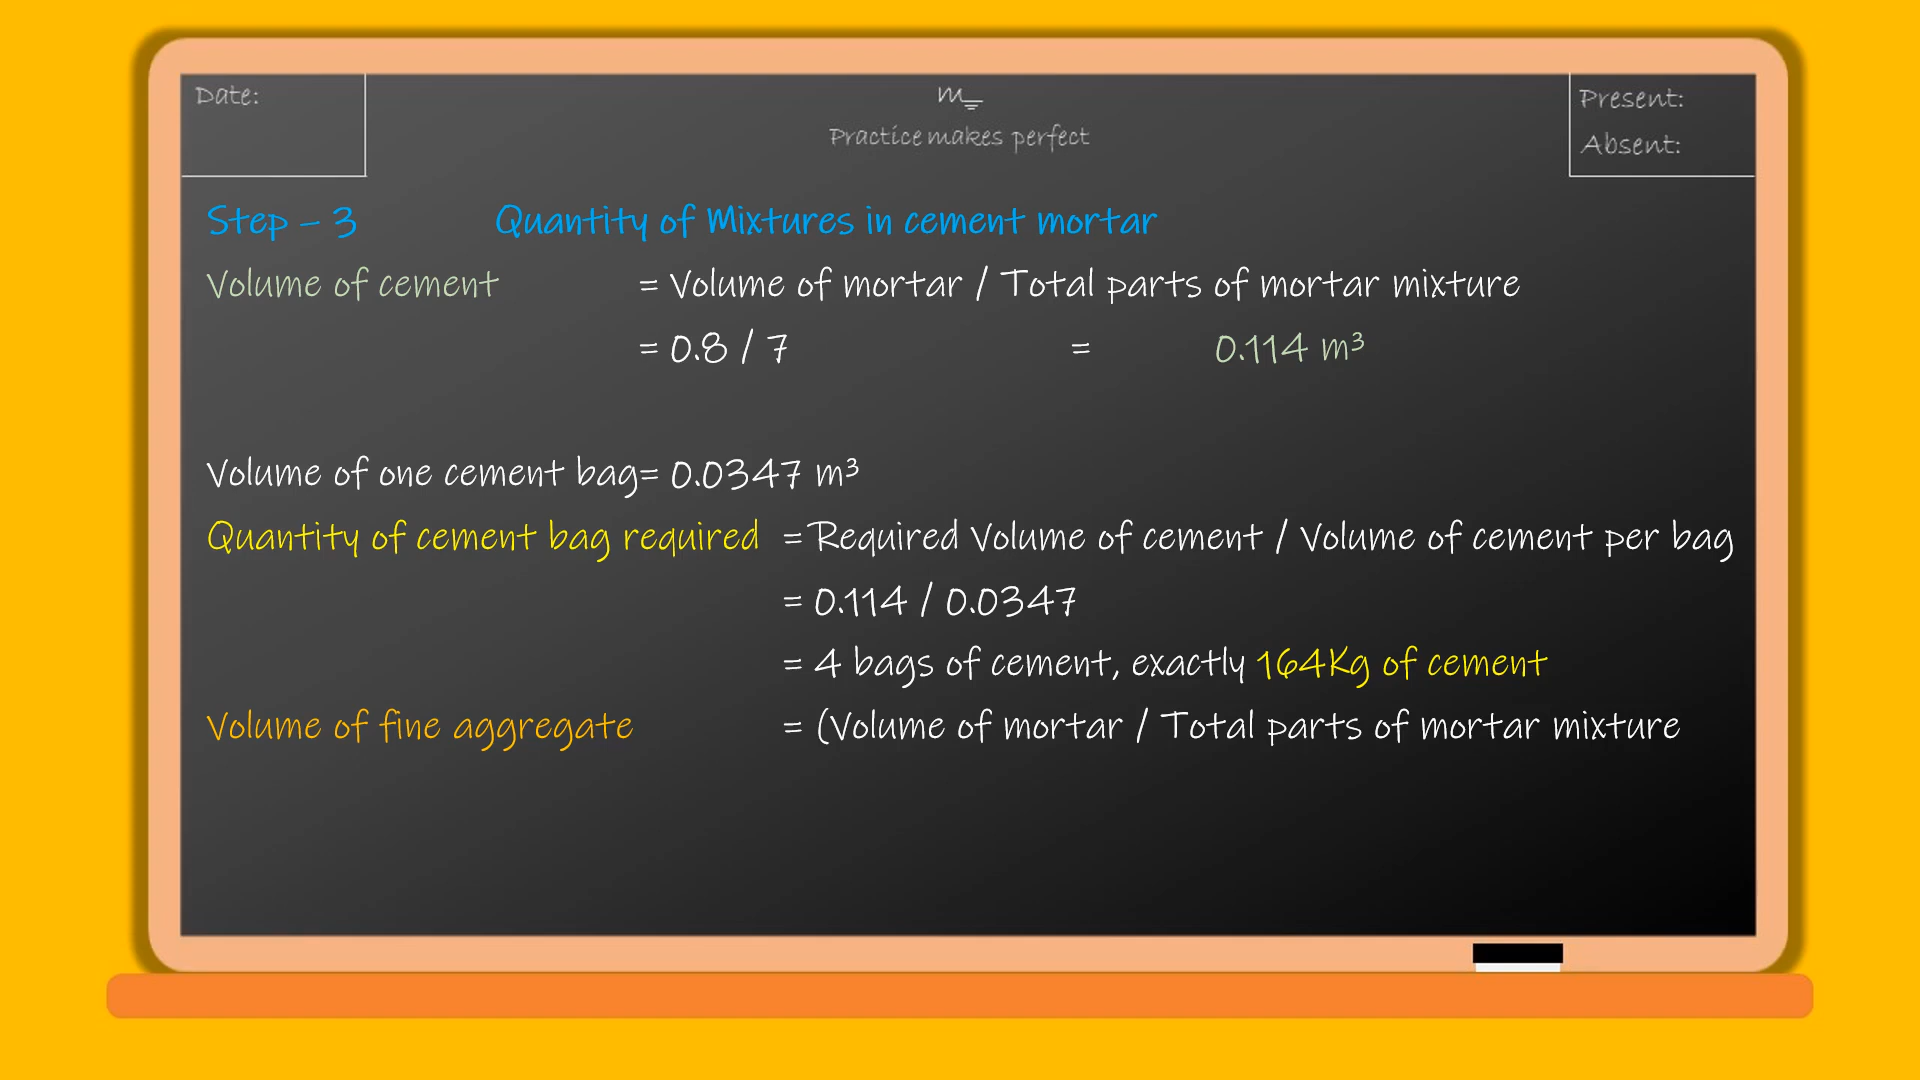 Date:
m
Practice makes perfect
Present:
Absent:
Step – 3 Quantity of Mixtures in cement mortar
Volume of cement = Volume of mortar / Total parts of mortar mixture
= 0.8 / 7 = 0.114 m³
Volume of one cement bag= 0.0347 m³
Quantity of cement bag required = Required Volume of cement / Volume of cement per bag
= 0.114 / 0.0347
= 4 bags of cement, exactly 164Kg of cement
Volume of fine aggregate = (Volume of mortar / Total parts of mortar mixture